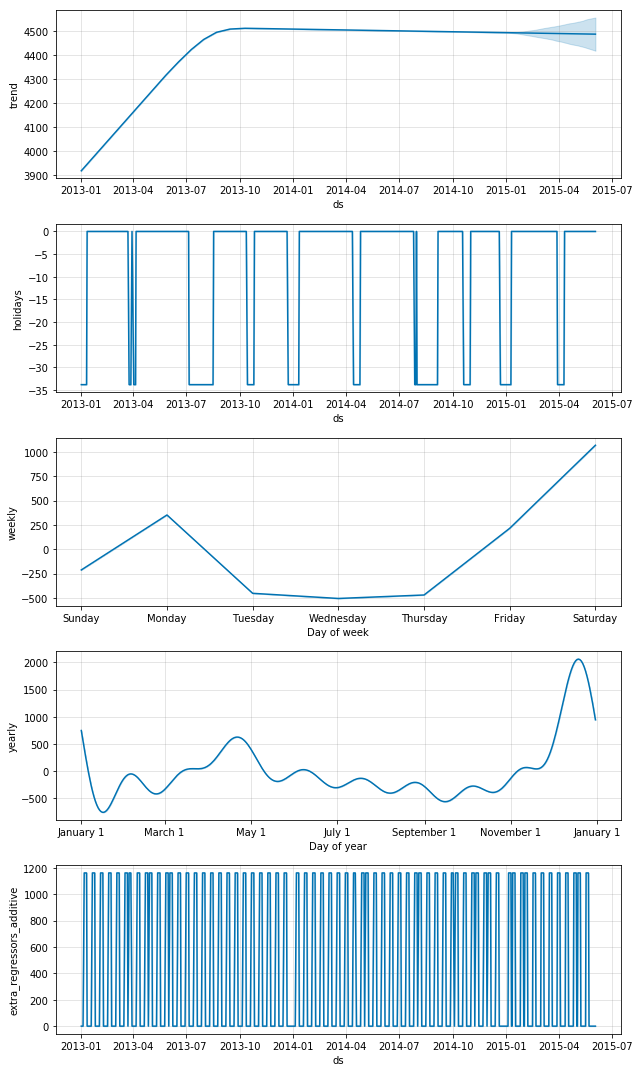 4500
4400
4300
4200
4100
4000
3900
trend
2013-01 2013-04 2013-07 2013-10 2014-01 2014-04 2014-07 2014-10 2015-01 2015-04 2015-07
ds
0
−5
−10
−15
−20
−25
−30
−35
holidays
2013-01 2013-04 2013-07 2013-10 2014-01 2014-04 2014-07 2014-10 2015-01 2015-04 2015-07
ds
1000
750
500
250
0
−250
−500
weekly
Sunday Monday Tuesday Wednesday Thursday Friday Saturday
Day of week
2000
1500
1000
500
0
−500
yearly
January 1 March 1 May 1 July 1 September 1 November 1 January 1
Day of year
1200
1000
800
600
400
200
0
extra_regressors_additive
2013-01 2013-04 2013-07 2013-10 2014-01 2014-04 2014-07 2014-10 2015-01 2015-04 2015-07
ds